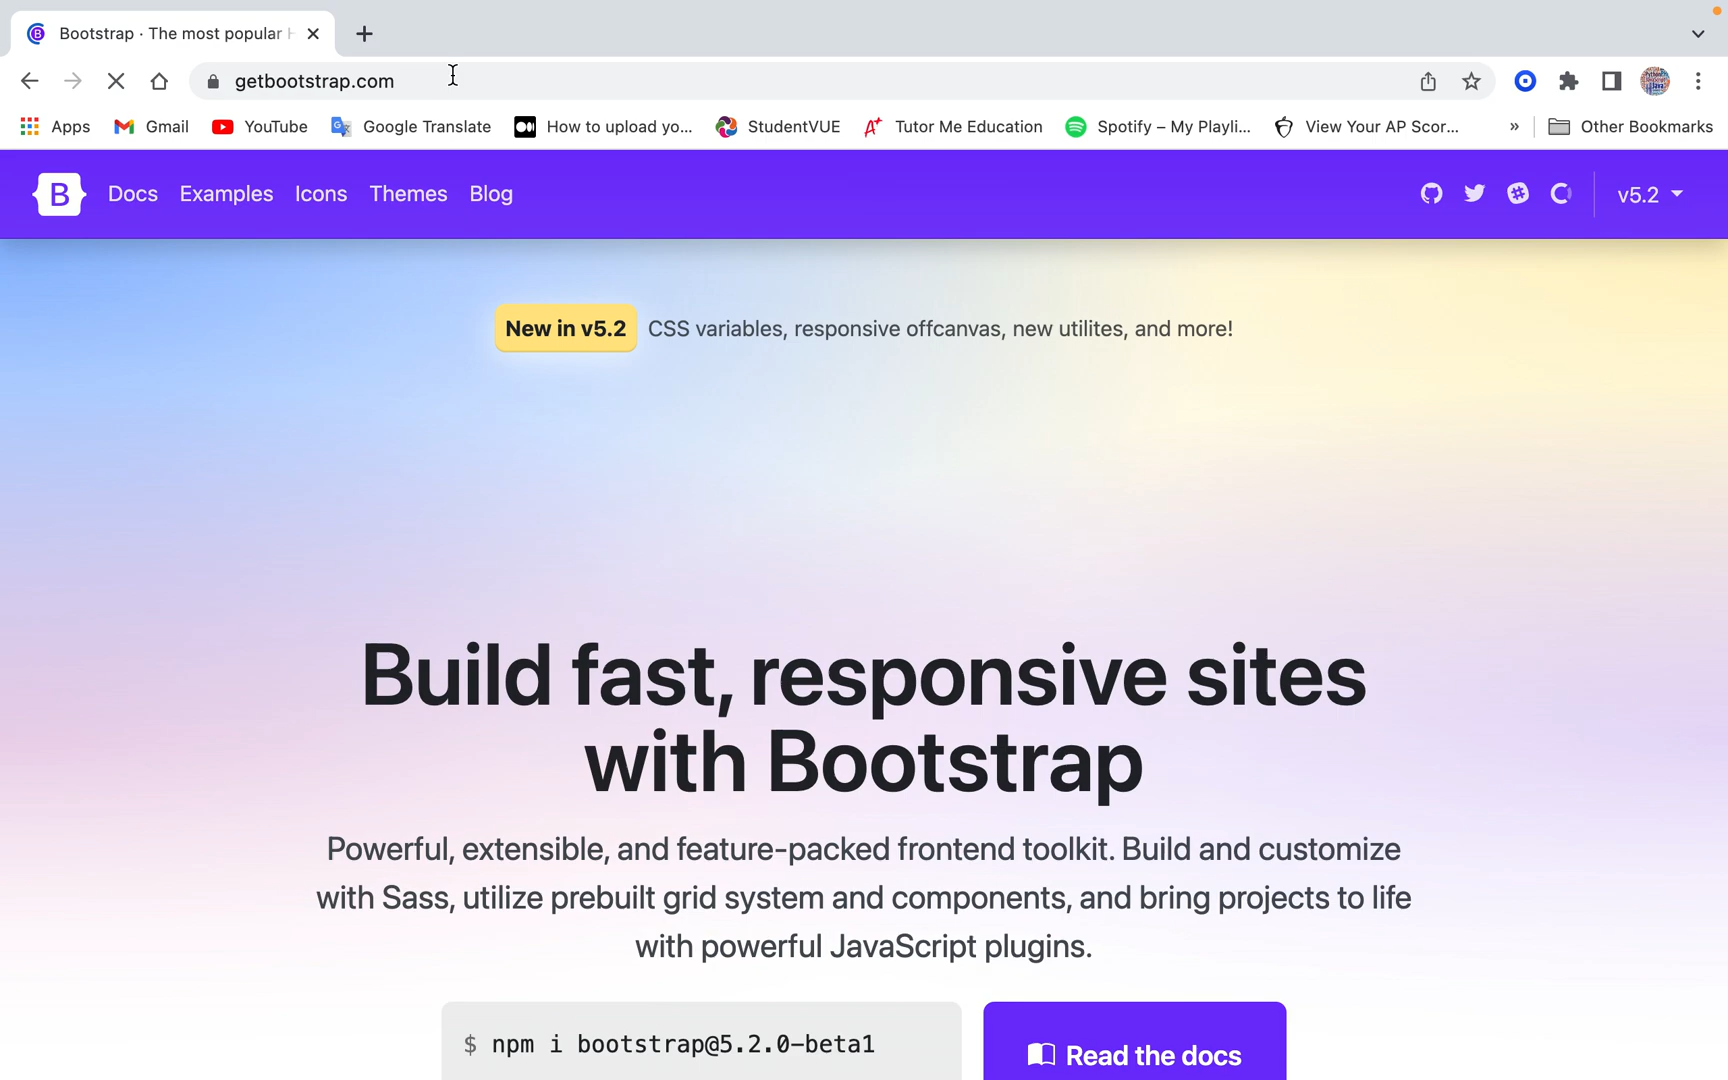 Bootstrap · The most popular H
getbootstrap.com
Apps Gmail YouTube Google Translate How to upload yo... StudentVUE Tutor Me Education Spotify – My Playli... View Your AP Scor... » Other Bookmarks
B Docs Examples Icons Themes Blog v5.2
New in v5.2 CSS variables, responsive offcanvas, new utilites, and more!
Build fast, responsive sites
with Bootstrap
Powerful, extensible, and feature-packed frontend toolkit. Build and customize
with Sass, utilize prebuilt grid system and components, and bring projects to life
with powerful JavaScript plugins.
$ npm i bootstrap@5.2.0-beta1 Read the docs